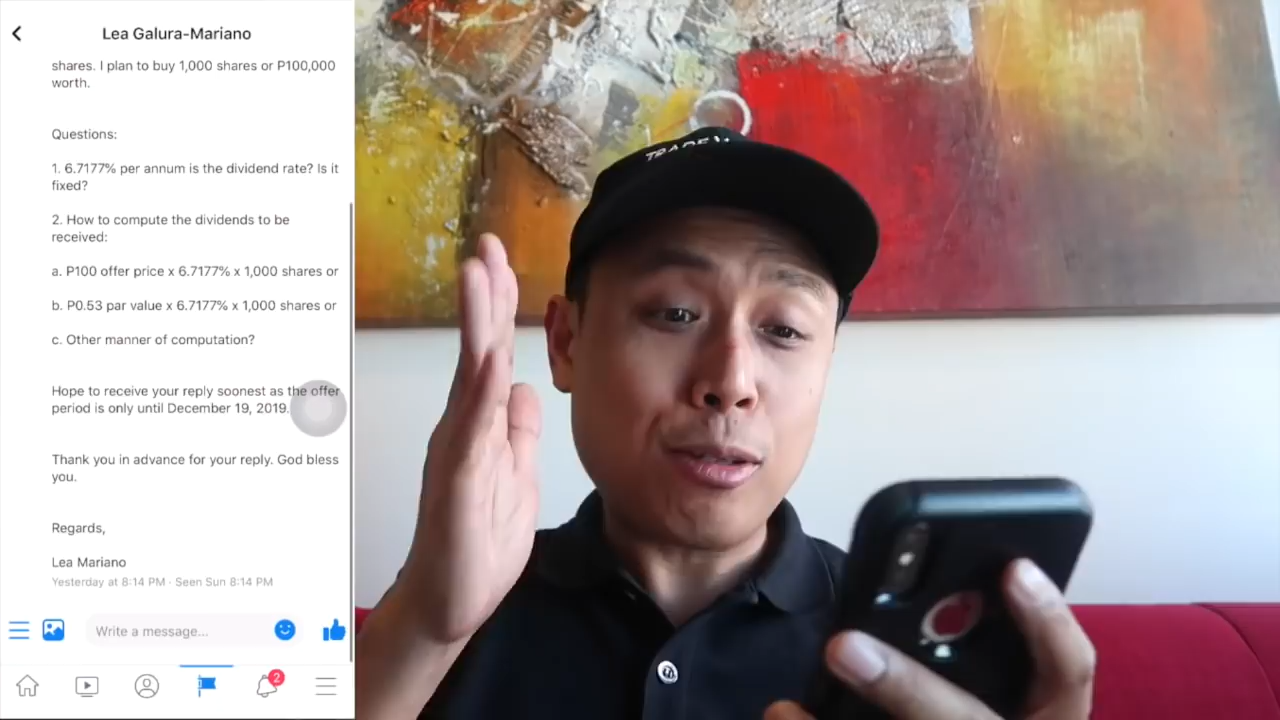 Lea Galura-Mariano
shares. I plan to buy 1,000 shares or P100,000
worth.
Questions:
1. 6.7177% per annum is the dividend rate? Is it
fixed?
2. How to compute the dividends to be
received:
a. P100 offer price x 6.7177% x 1,000 shares or
b. P0.53 par value x 6.7177% x 1,000 shares or
c. Other manner of computation?
Hope to receive your reply soonest as the offer
period is only until December 19, 2019.
Thank you in advance for your reply. God bless
you.
Regards,
Lea Mariano
Yesterday at 8:14 PM · Seen Sun 8:14 PM
Write a message...
2